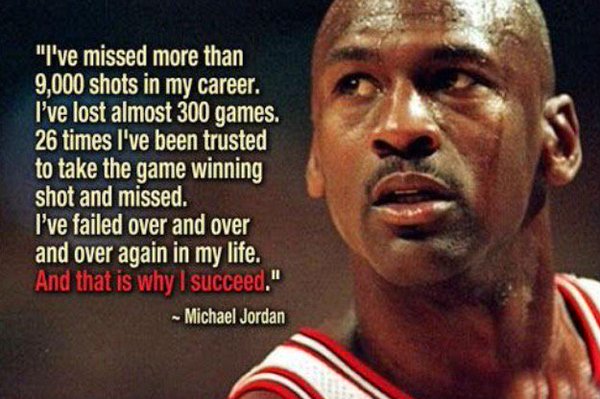 "I've missed more than
9,000 shots in my career.
I've lost almost 300 games.
26 times I've been trusted
to take the game winning
shot and missed.
I've failed over and over
and over again in my life.
And that is why I succeed."
~ Michael Jordan